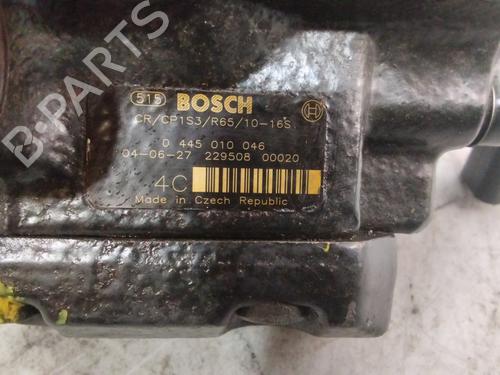 B-PARTS
515 BOSCH
CR/CP1S3/R65/10-16S
0 445 010 046
04-06-27 229508 00020
4C
Made in Czech Republic